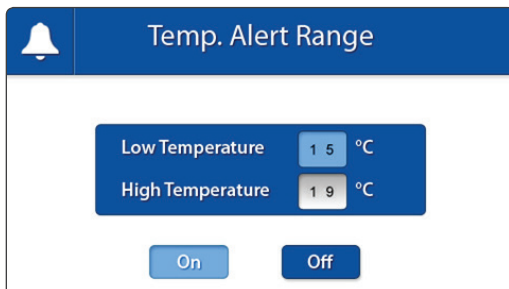 Temp. Alert Range
Low Temperature 15 °C
High Temperature 19 °C
On Off